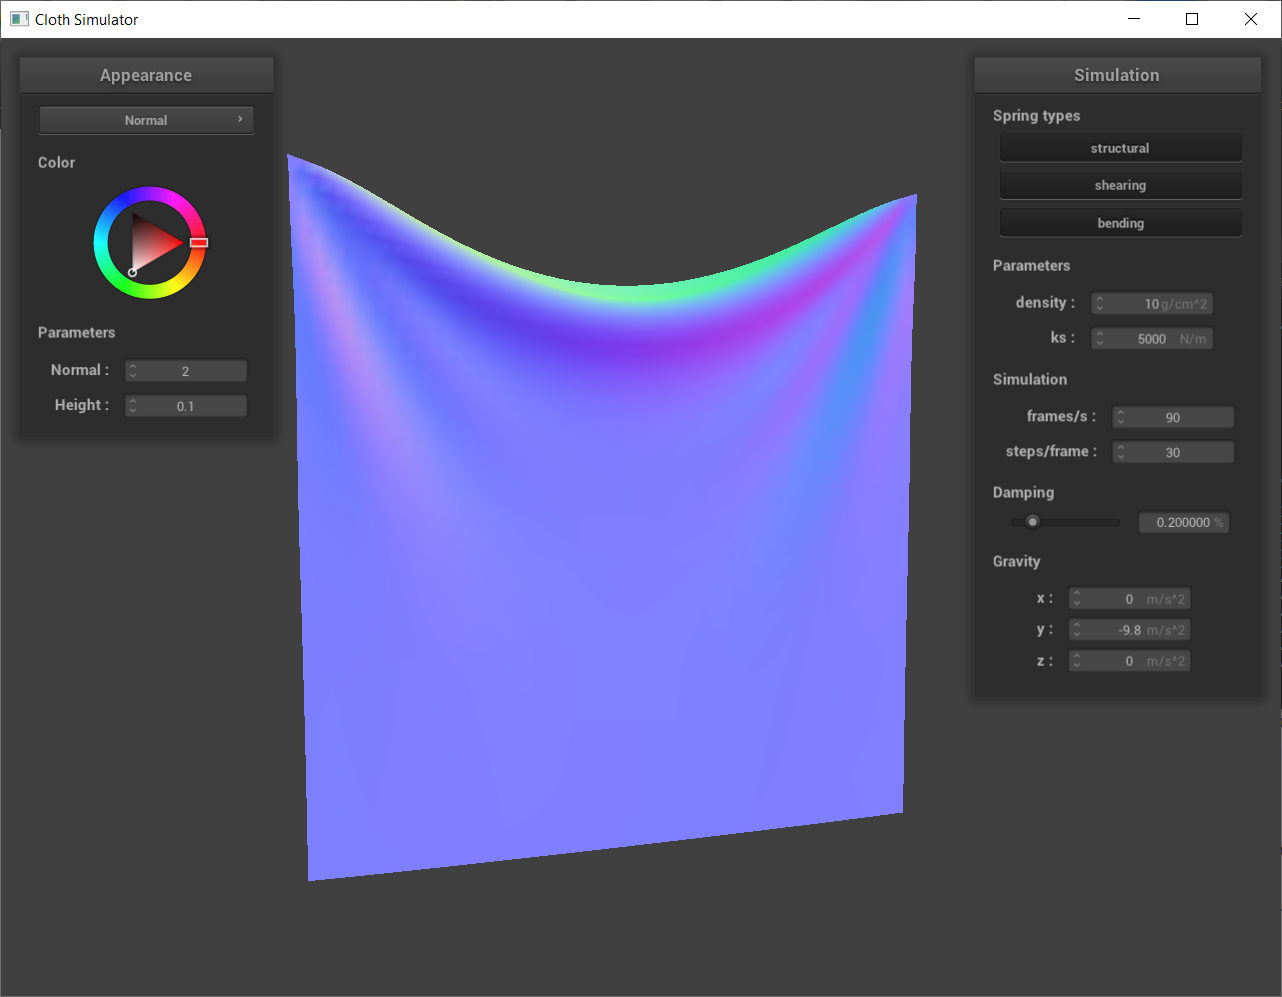 Cloth Simulator
Appearance
Normal
Color
Parameters
Normal : 2
Height : 0.1
Simulation
Spring types
structural
shearing
bending
Parameters
density : 10 g/cm^2
ks : 5000 N/m
Simulation
frames/s : 90
steps/frame : 30
Damping
0.200000 %
Gravity
x : 0 m/s^2
y : -9.8 m/s^2
z : 0 m/s^2